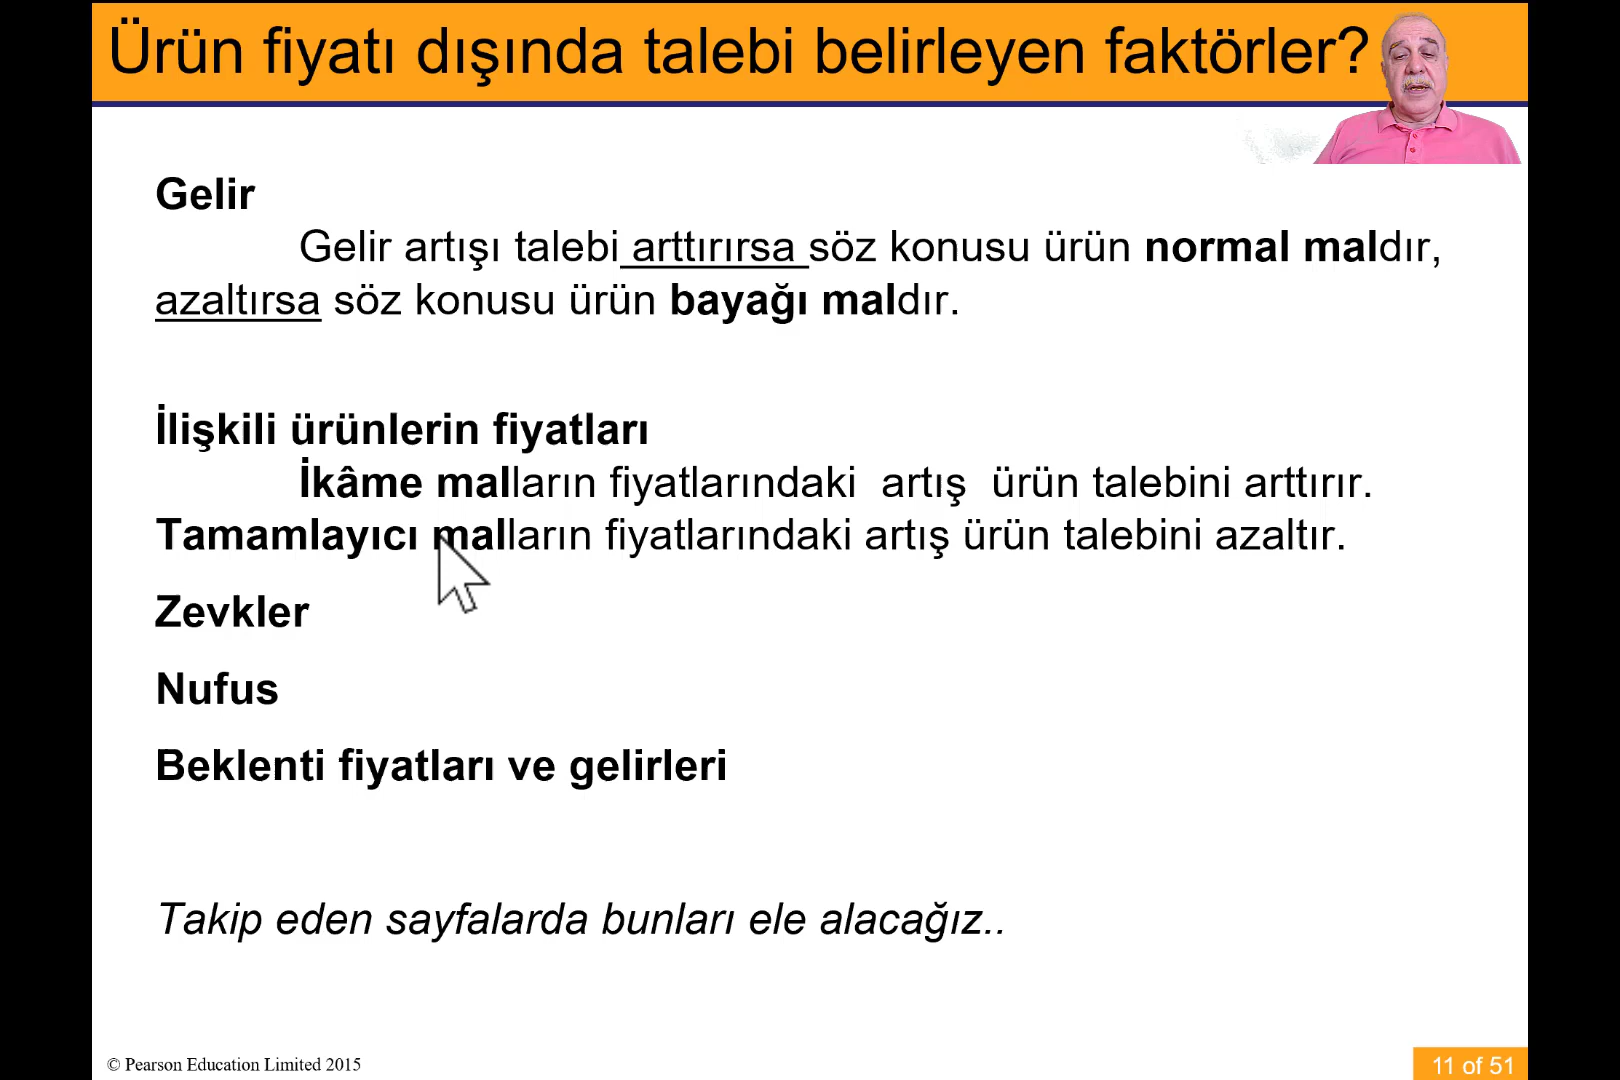 Ürün fiyatı dışında talebi belirleyen faktörler?
Gelir
Gelir artışı talebi arttırırsa söz konusu ürün normal maldır,
azaltırsa söz konusu ürün bayağı maldır.
İlişkili ürünlerin fiyatları
İkâme malların fiyatlarındaki artış ürün talebini arttırır.
Tamamlayıcı malların fiyatlarındaki artış ürün talebini azaltır.
Zevkler
Nufus
Beklenti fiyatları ve gelirleri
Takip eden sayfalarda bunları ele alacağız..
© Pearson Education Limited 2015
11 of 51